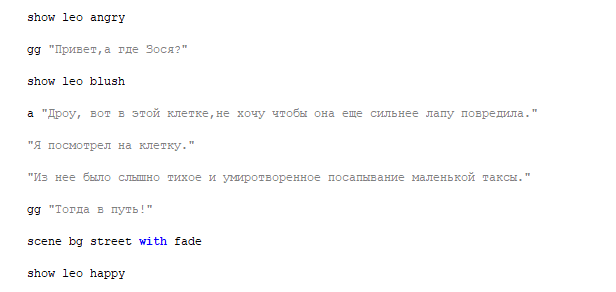 show leo angry
gg "Привет,а где Зося?"
show leo blush
a "Дроу, вот в этой клетке,не хочу чтобы она еще сильнее лапу повредила."
"Я посмотрел на клетку."
"Из нее было слышно тихое и умиротворенное посапывание маленькой таксы."
gg "Тогда в путь!"
scene bg street with fade
show leo happy